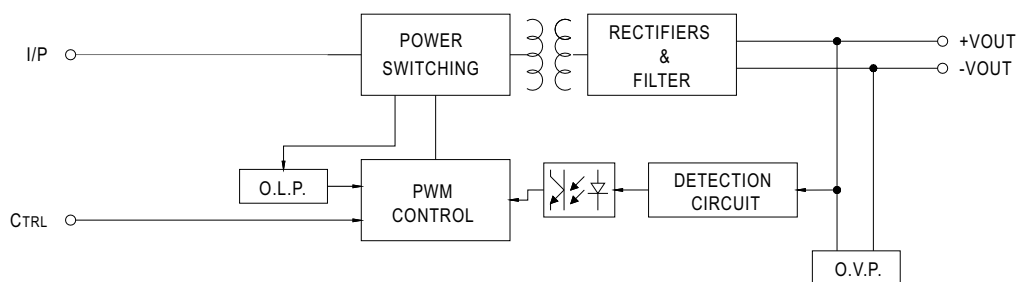 I/P
POWER
SWITCHING
RECTIFIERS
&
FILTER
+VOUT
-VOUT
O.L.P.
PWM
CONTROL
DETECTION
CIRCUIT
CTRL
O.V.P.